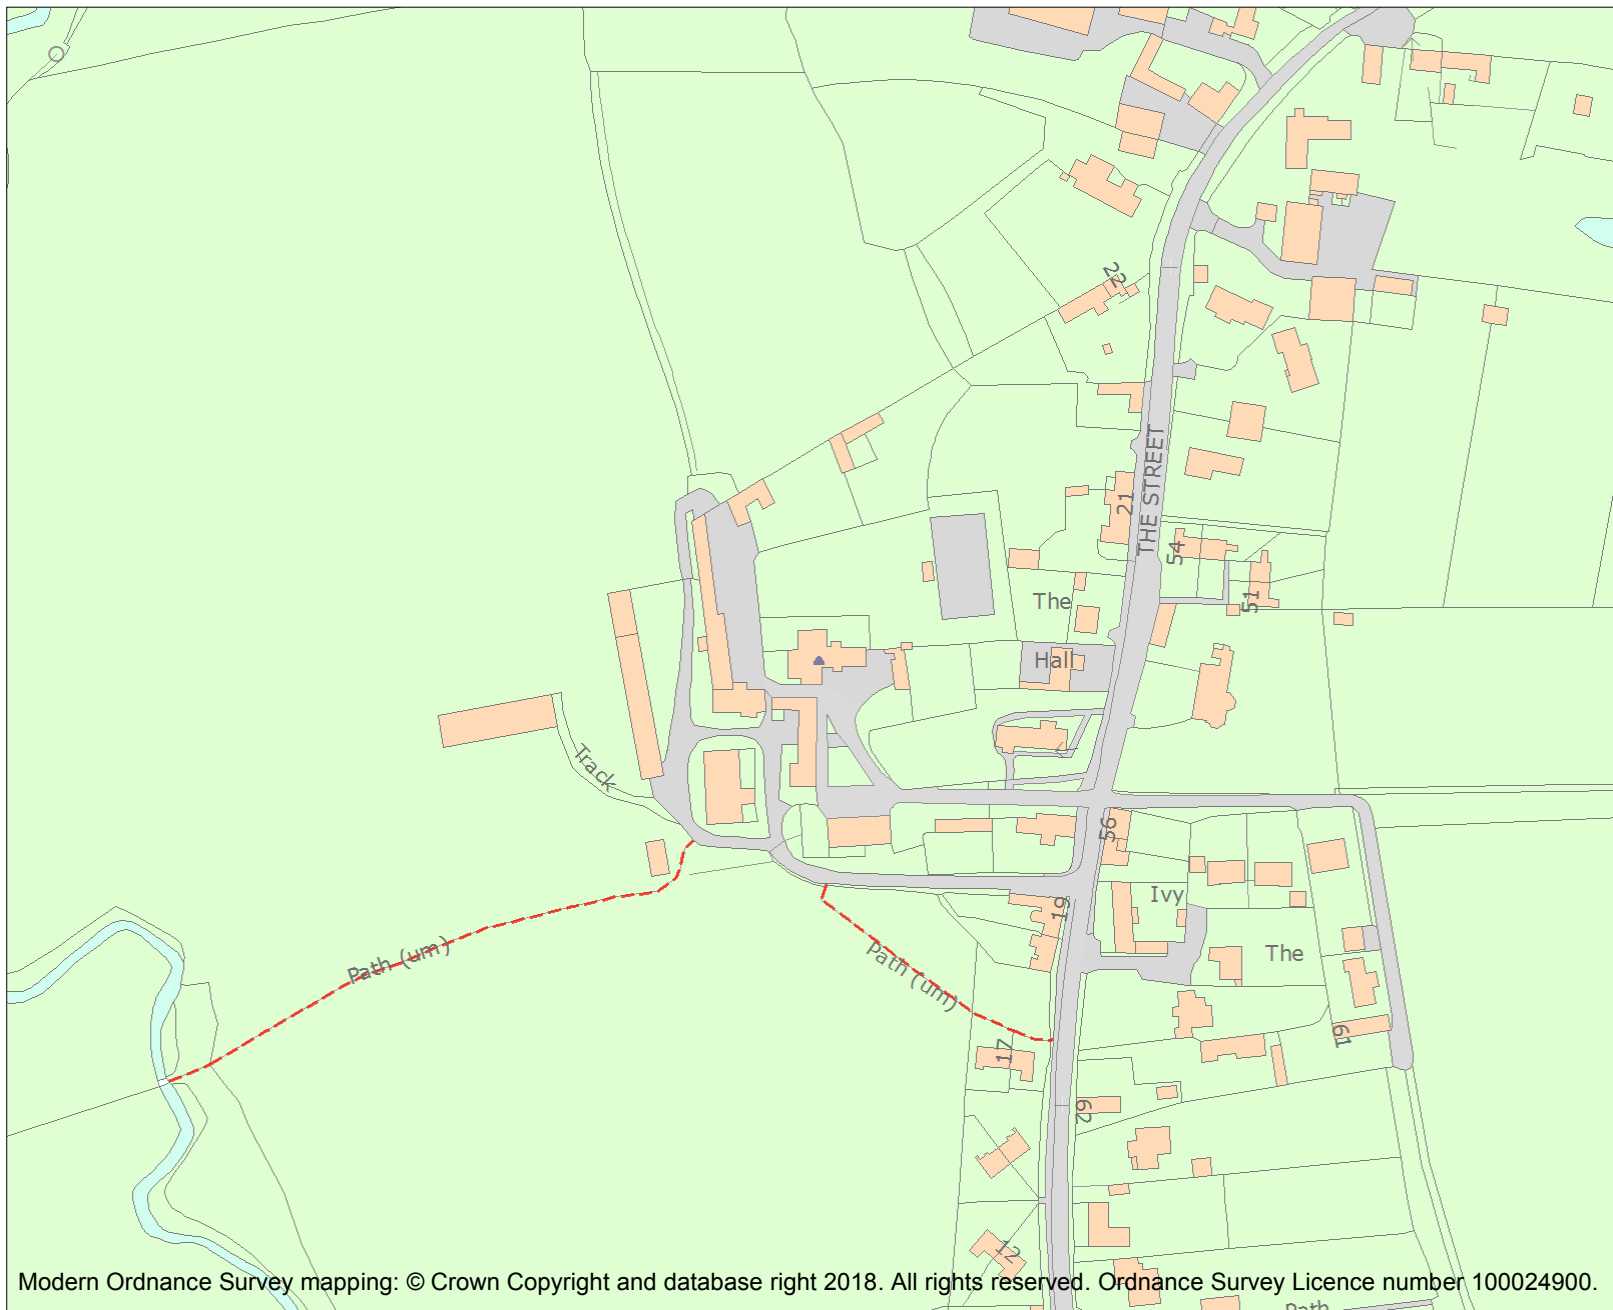 22
THE STREET
21
54
51
The
Hall
Track
56
Ivy
19
The
Path (um)
Path (um)
17
61
62
12
Modern Ordnance Survey mapping: © Crown Copyright and database right 2018. All rights reserved. Ordnance Survey Licence number 100024900.
Path